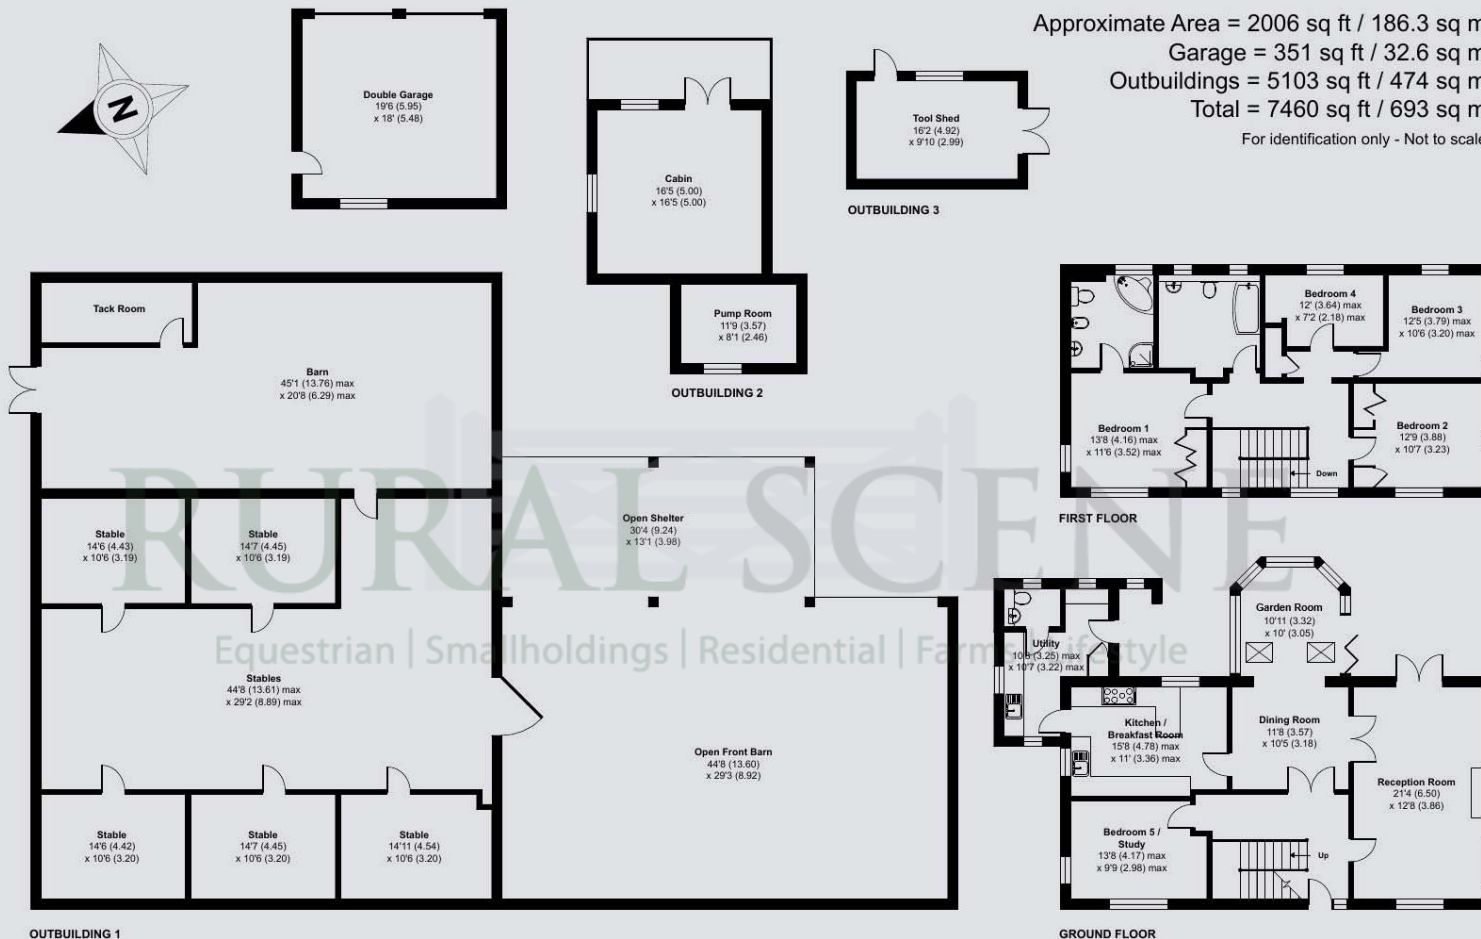 Approximate Area = 2006 sq ft / 186.3 sq m
Garage = 351 sq ft / 32.6 sq m
Outbuildings = 5103 sq ft / 474 sq m
Total = 7460 sq ft / 693 sq m
For identification only - Not to scale
N
Double Garage
19'6 (5.95)
x 18' (5.48)
Cabin
16'5 (5.00)
x 16'5 (5.00)
Pump Room
11'9 (3.57)
x 8'1 (2.46)
OUTBUILDING 2
Tool Shed
16'2 (4.92)
x 9'10 (2.99)
OUTBUILDING 3
Tack Room
Barn
45'1 (13.76) max
x 20'8 (6.29) max
Stable
14'6 (4.43)
x 10'6 (3.19)
Stable
14'7 (4.45)
x 10'6 (3.19)
Stables
44'8 (13.61) max
x 29'2 (8.89) max
Stable
14'6 (4.42)
x 10'6 (3.20)
Stable
14'7 (4.45)
x 10'6 (3.20)
Stable
14'11 (4.54)
x 10'6 (3.20)
Open Shelter
30'4 (9.24)
x 13'1 (3.98)
Open Front Barn
44'8 (13.60)
x 29'3 (8.92)
OUTBUILDING 1
Bedroom 4
12' (3.64) max
x 7'2 (2.18) max
Bedroom 3
12'5 (3.79) max
x 10'6 (3.20) max
Bedroom 1
13'8 (4.16) max
x 11'6 (3.52) max
Bedroom 2
12'9 (3.88)
x 10'7 (3.23)
Down
FIRST FLOOR
Garden Room
10'11 (3.32)
x 10' (3.05)
Utility
10'8 (3.25) max
x 10'7 (3.22) max
Kitchen /
Breakfast Room
15'8 (4.78) max
x 11' (3.36) max
Dining Room
11'8 (3.57)
x 10'5 (3.18)
Reception Room
21'4 (6.50)
x 12'8 (3.86)
Bedroom 5 /
Study
13'8 (4.17) max
x 9'9 (2.98) max
Up
GROUND FLOOR
RURAL SCENE
Equestrian | Smallholdings | Residential | Farms | Lifestyle